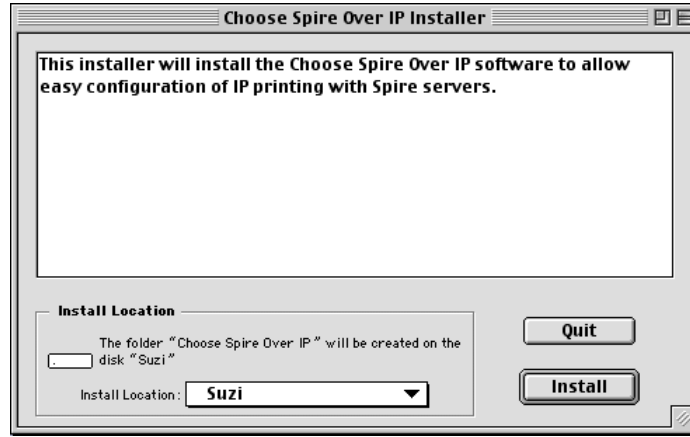 Choose Spire Over IP Installer
This installer will install the Choose Spire Over IP software to allow
easy configuration of IP printing with Spire servers.
Install Location
The folder “Choose Spire Over IP” will be created on the
disk “Suzi”
Install Location: Suzi
Quit
Install